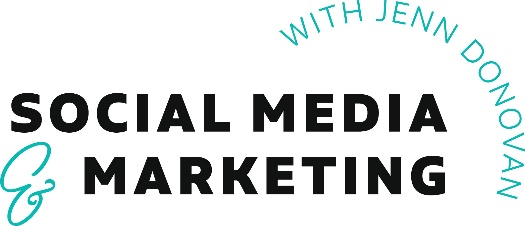 WITH JENN DONOVAN
SOCIAL MEDIA
& MARKETING